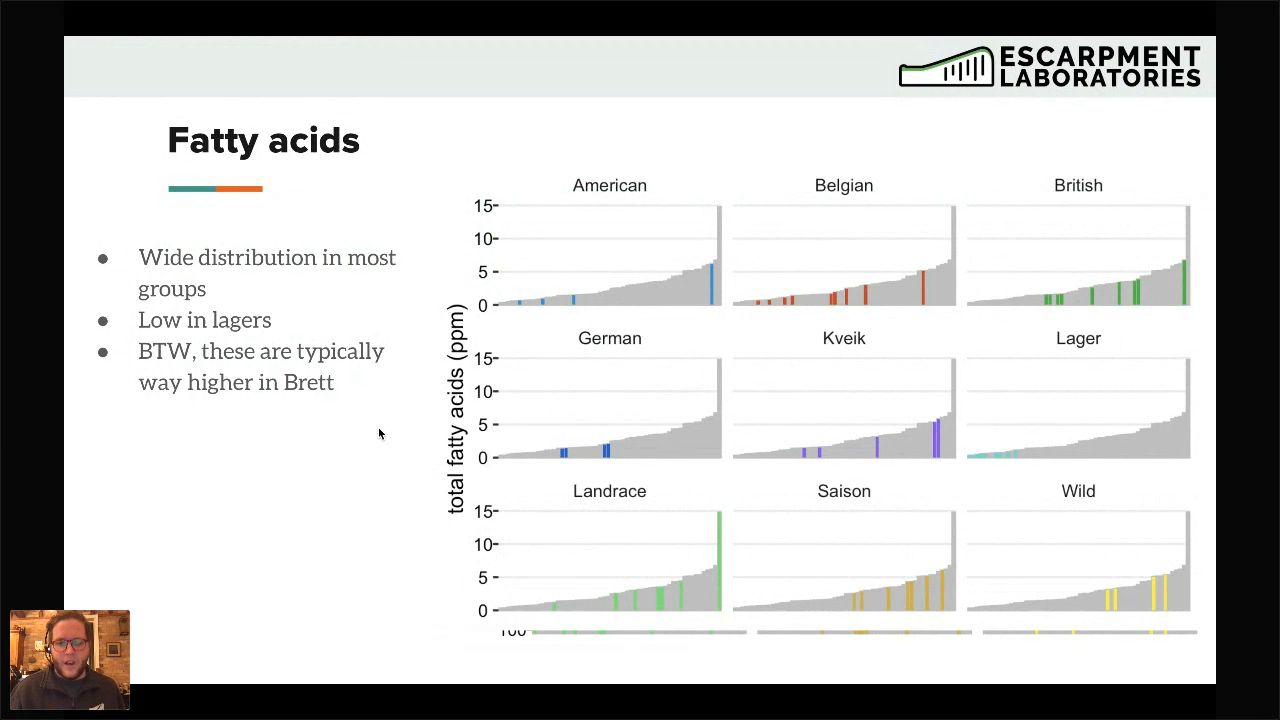 ESCARPMENT
LABORATORIES
Fatty acids
● Wide distribution in most
groups
● Low in lagers
● BTW, these are typically
way higher in Brett
total fatty acids (ppm)
American
Belgian
British
15
10
5
0
German
Kveik
Lager
15
10
5
0
Landrace
Saison
Wild
15
10
5
0
100